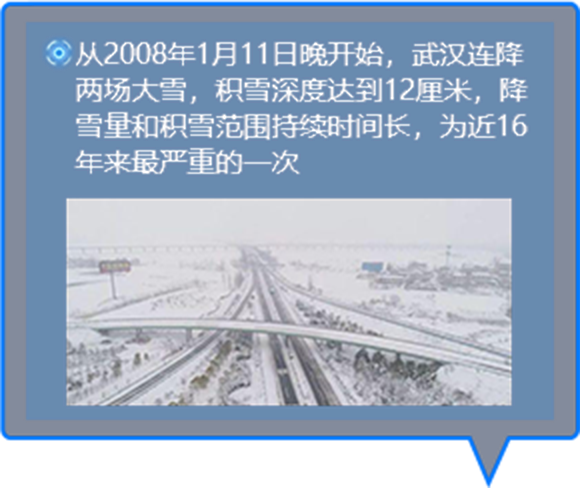 从2008年1月11日晚开始，武汉连降
两场大雪，积雪深度达到12厘米，降
雪量和积雪范围持续时间长，为近16
年来最严重的一次